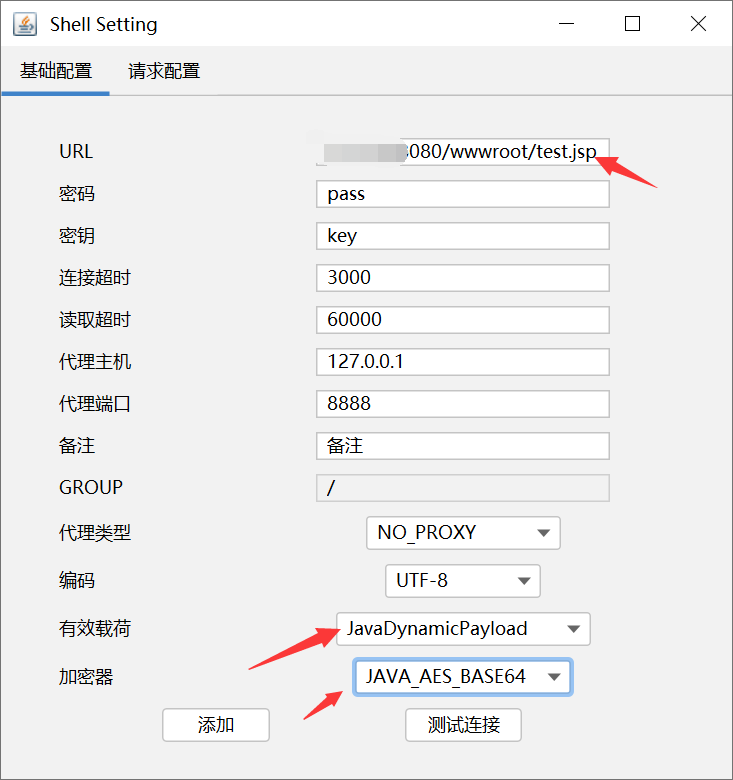 Shell Setting
基础配置 请求配置
URL 8080/wwwroot/test.jsp
密码 pass
密钥 key
连接超时 3000
读取超时 60000
代理主机 127.0.0.1
代理端口 8888
备注 备注
GROUP /
代理类型 NO_PROXY
编码 UTF-8
有效载荷 JavaDynamicPayload
加密器 JAVA_AES_BASE64
添加 测试连接